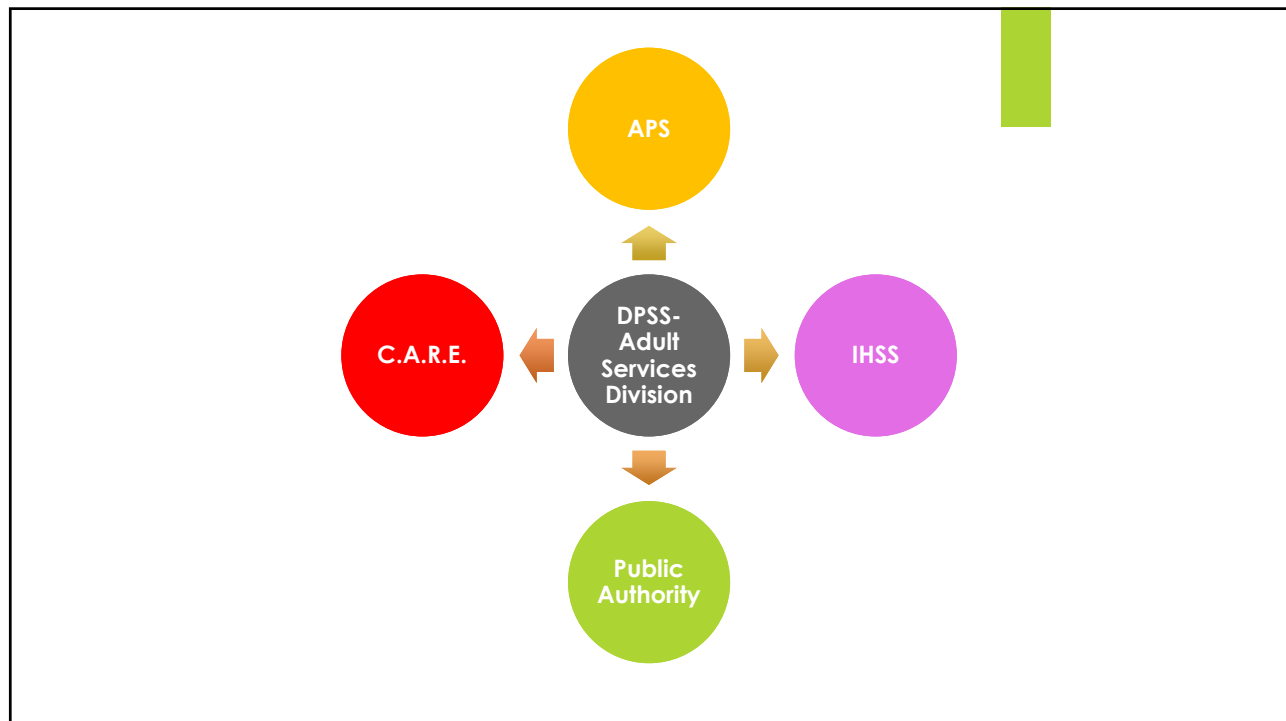 APS
C.A.R.E.
DPSS-
Adult
Services
Division
IHSS
Public
Authority